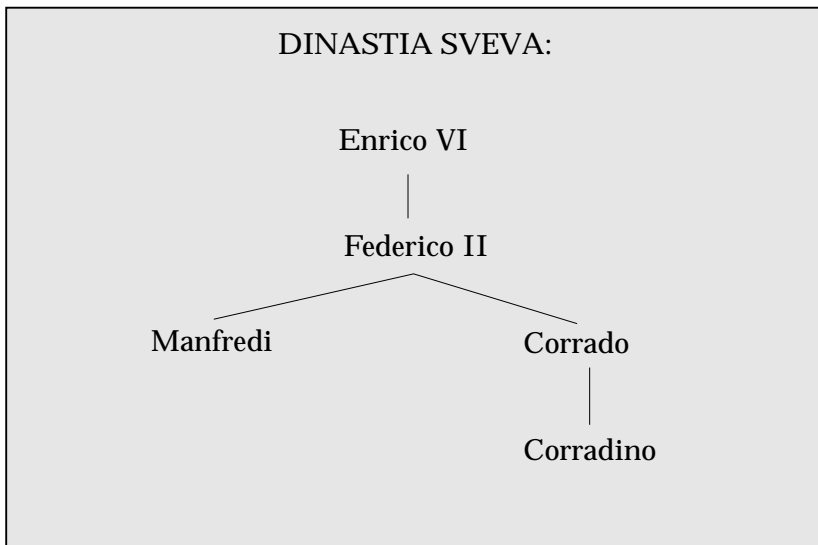 DINASTIA SVEVA:
Enrico VI
Federico II
Manfredi Corrado
Corradino